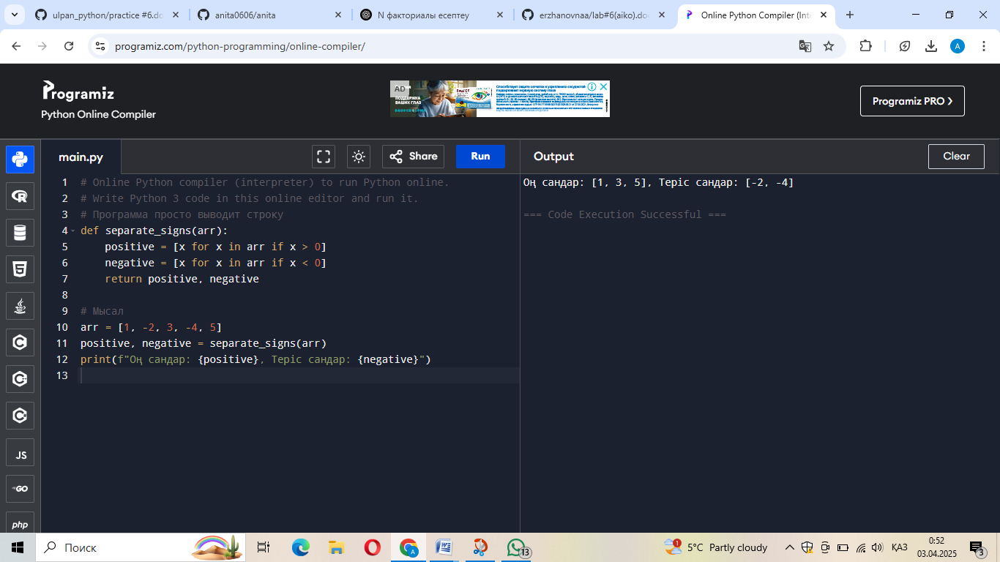 ulpan_python/practice #6.do
anita0606/anita
N факториалы есептеу
erzhanovnaa/lab#6(aiko).do
Online Python Compiler (Inte
programiz.com/python-programming/online-compiler/
A
Programiz
Python Online Compiler
AD
ПОДДЕРЖКА
ВАШИХ ГЛАЗ
Programiz PRO
main.py
Share
Run
Output
Clear
1 # Online Python compiler (interpreter) to run Python online.
2 # Write Python 3 code in this online editor and run it.
3 # Программа просто выводит строку
4 def separate_signs(arr):
5 positive = [x for x in arr if x > 0]
6 negative = [x for x in arr if x < 0]
7 return positive, negative
8
9 # Мысал
10 arr = [1, -2, 3, -4, 5]
11 positive, negative = separate_signs(arr)
12 print(f"Оң сандар: {positive}, Теріс сандар: {negative}")
13
Оң сандар: [1, 3, 5], Теріс сандар: [-2, -4]
=== Code Execution Successful ===
JS
GO
php
Поиск
A
13
1
5°C Partly cloudy
ҚАЗ
0:52
03.04.2025
3